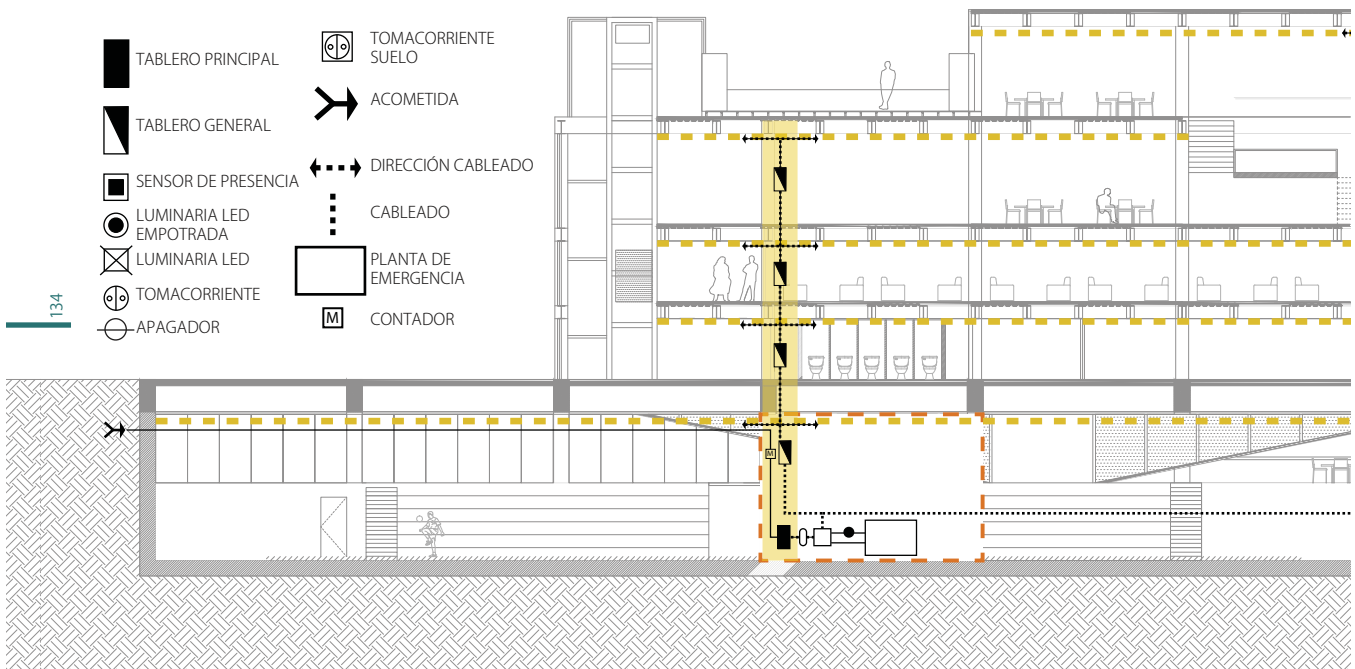 TABLERO PRINCIPAL
TABLERO GENERAL
SENSOR DE PRESENCIA
LUMINARIA LED
EMPOTRADA
LUMINARIA LED
TOMACORRIENTE
APAGADOR
TOMACORRIENTE
SUELO
ACOMETIDA
DIRECCIÓN CABLEADO
CABLEADO
PLANTA DE
EMERGENCIA
M
CONTADOR
134
M